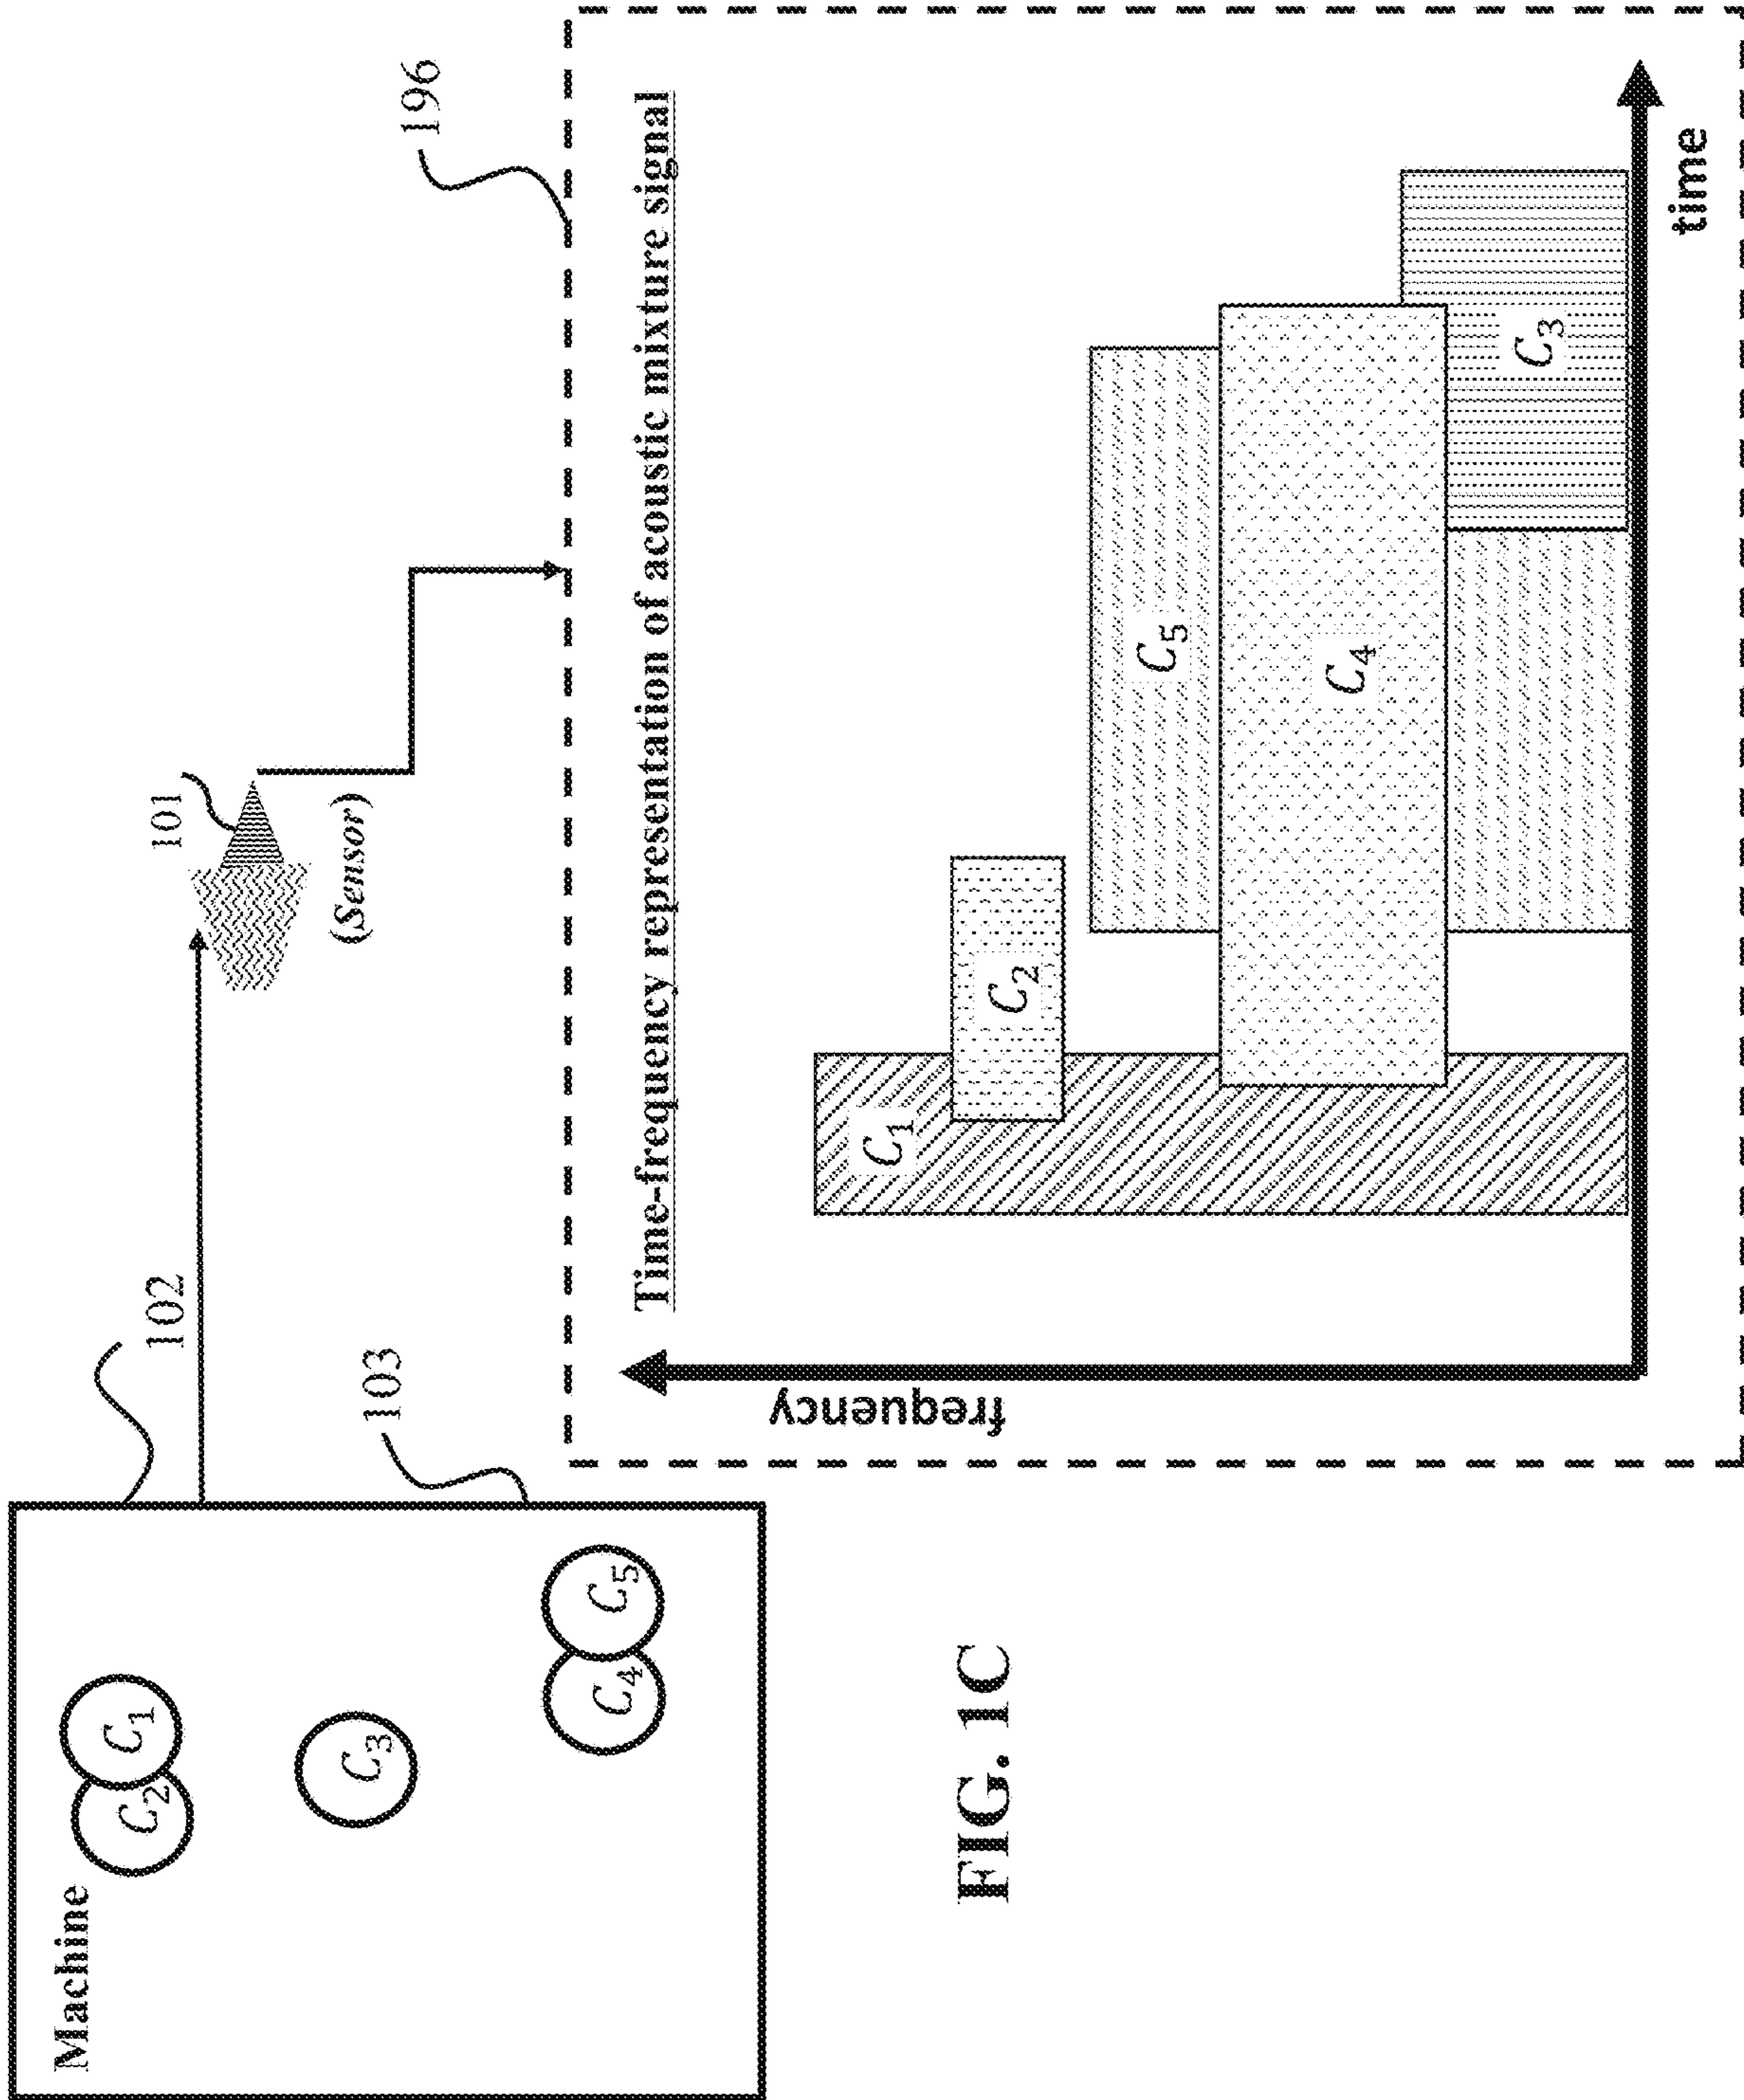 Machine
C₂
C₁
C₃
C₄
C₅
102
103
101
(Sensor)
196
Time-frequency representation of acoustic mixture signal
frequency
C₁
C₂
C₅
C₄
C₃
time
FIG. 1C